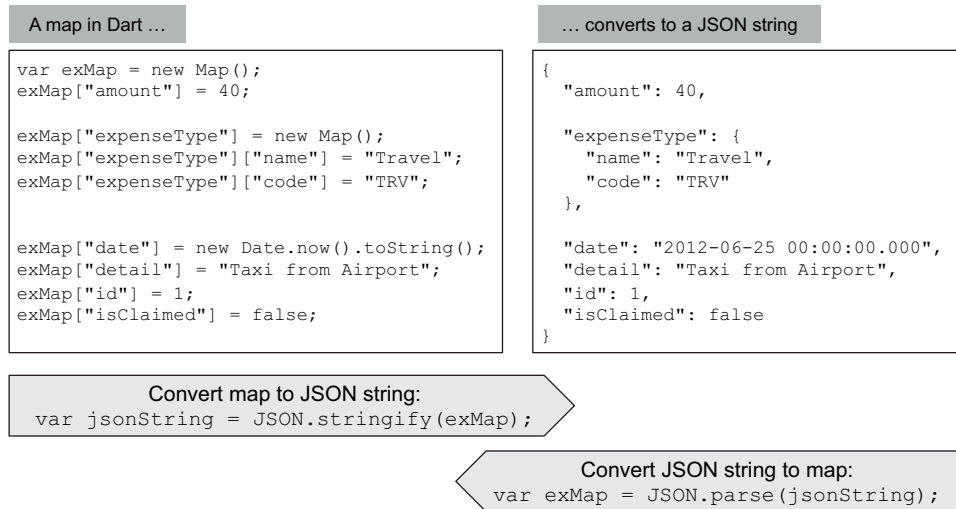 A map in Dart …
… converts to a JSON string
var exMap = new Map();
exMap["amount"] = 40;
exMap["expenseType"] = new Map();
exMap["expenseType"]["name"] = "Travel";
exMap["expenseType"]["code"] = "TRV";
exMap["date"] = new Date.now().toString();
exMap["detail"] = "Taxi from Airport";
exMap["id"] = 1;
exMap["isClaimed"] = false;
{
"amount": 40,
"expenseType": {
"name": "Travel",
"code": "TRV"
},
"date": "2012-06-25 00:00:00.000",
"detail": "Taxi from Airport",
"id": 1,
"isClaimed": false
}
Convert map to JSON string:
var jsonString = JSON.stringify(exMap);
Convert JSON string to map:
var exMap = JSON.parse(jsonString);